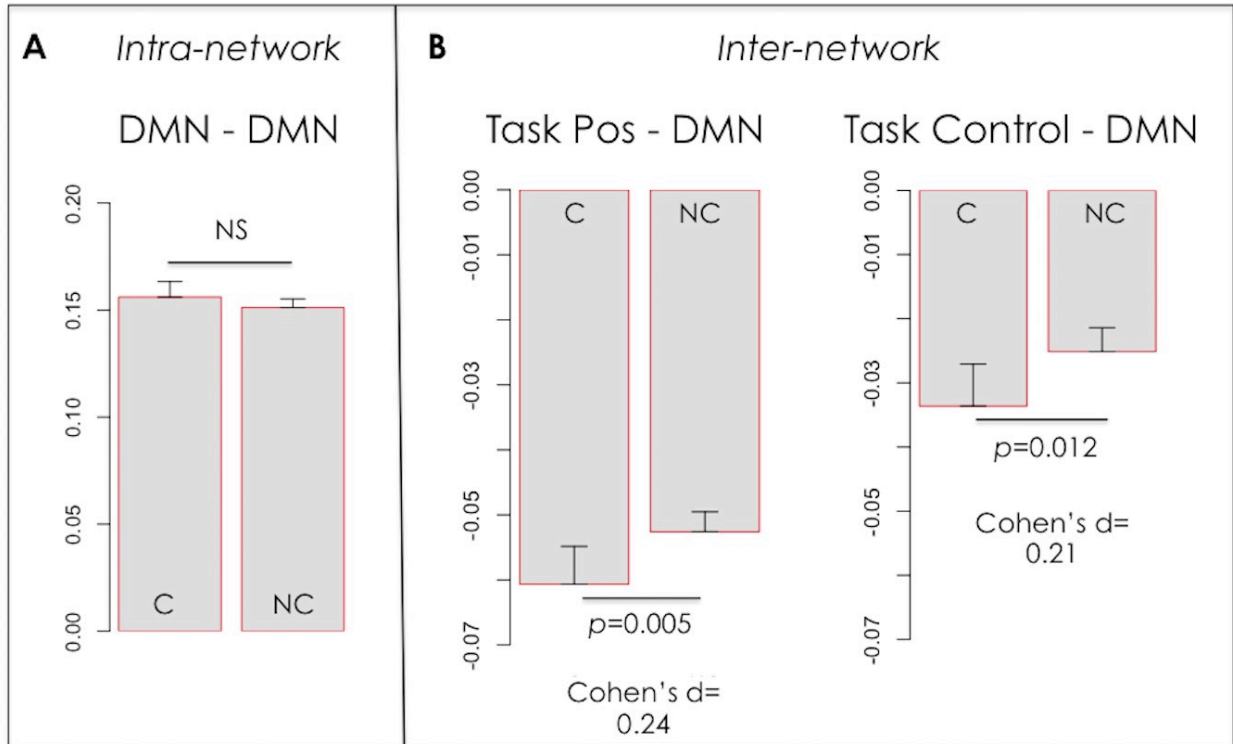 A
Intra-network
DMN - DMN
0.20
0.15
0.10
0.05
0.00
NS
C
NC
B
Inter-network
Task Pos - DMN
0.00
-0.01
-0.03
-0.05
-0.07
C
NC
p=0.005
Cohen's d=
0.24
Task Control - DMN
0.00
-0.01
-0.03
-0.05
-0.07
C
NC
p=0.012
Cohen's d=
0.21